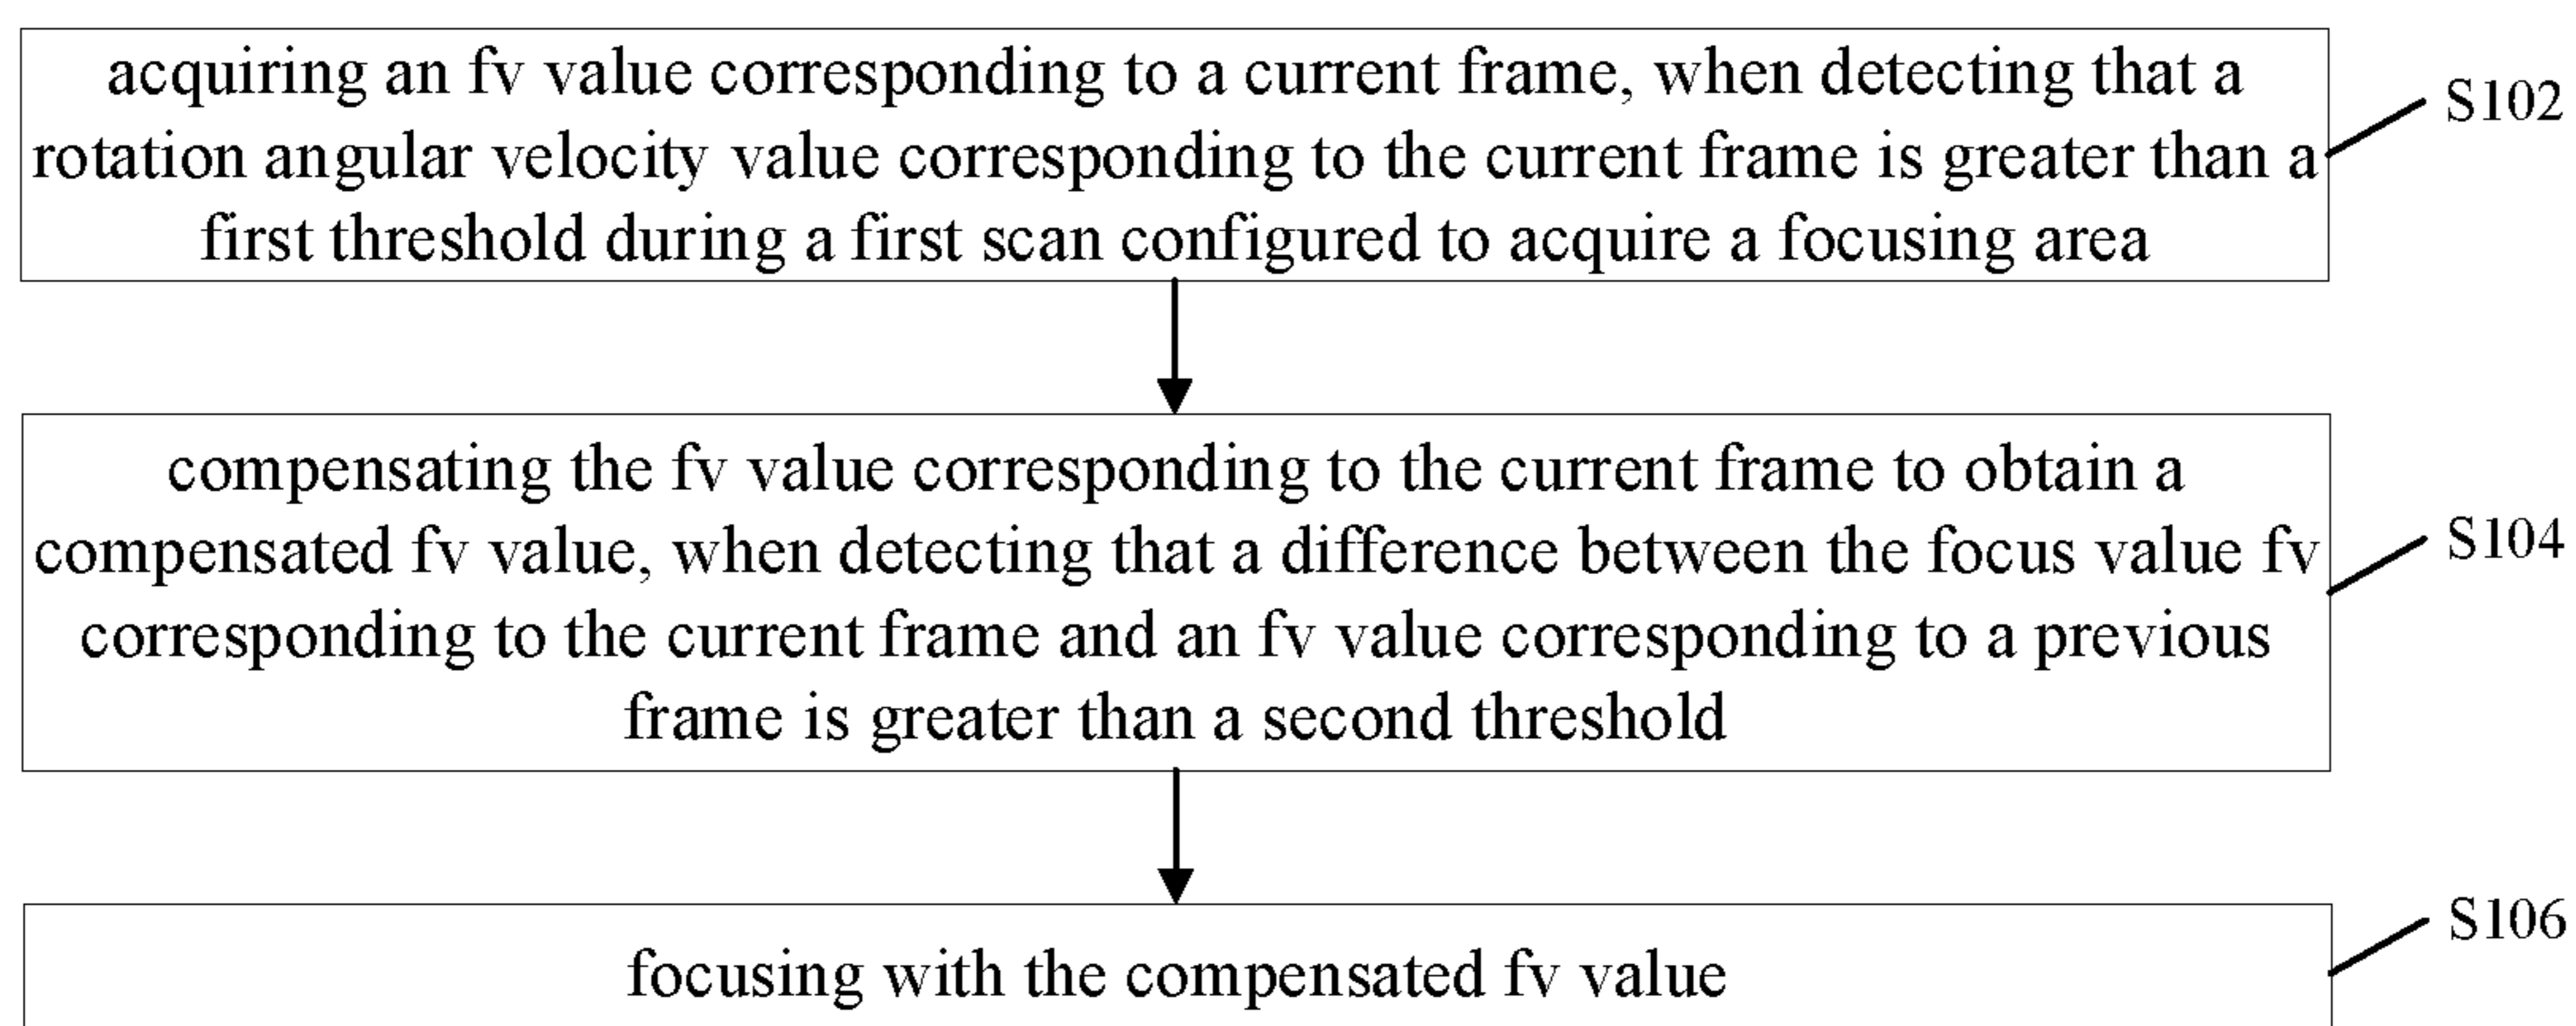 acquiring an fv value corresponding to a current frame, when detecting that a
rotation angular velocity value corresponding to the current frame is greater than a
first threshold during a first scan configured to acquire a focusing area
S102
compensating the fv value corresponding to the current frame to obtain a
compensated fv value, when detecting that a difference between the focus value fv
corresponding to the current frame and an fv value corresponding to a previous
frame is greater than a second threshold
S104
focusing with the compensated fv value
S106